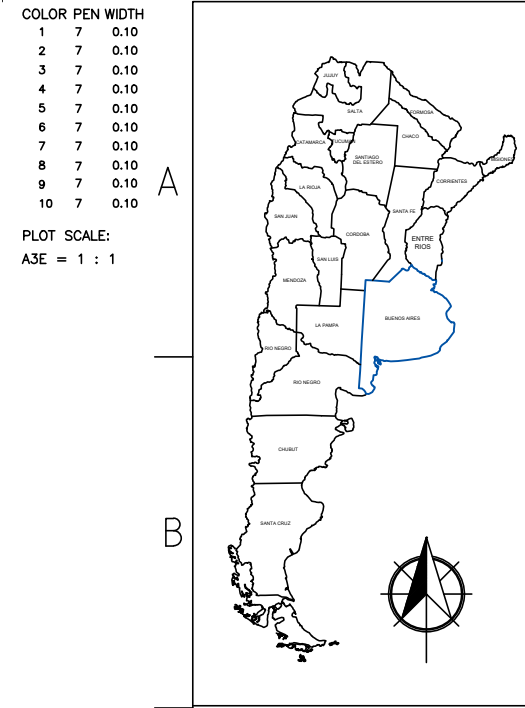 COLOR PEN WIDTH
1 7 0.10
2 7 0.10
3 7 0.10
4 7 0.10
5 7 0.10
6 7 0.10
7 7 0.10
8 7 0.10
9 7 0.10
10 7 0.10
PLOT SCALE:
A3E = 1 : 1
A
B
JUJUY
SALTA
FORMOSA
CHACO
CATAMARCA
TUCUMAN
SANTIAGO
DEL ESTERO
MISIONES
CORRIENTES
LA RIOJA
SANTA FE
SAN JUAN
CORDOBA
ENTRE
RIOS
SAN LUIS
MENDOZA
BUENOS AIRES
LA PAMPA
RIO NEGRO
RIO NEGRO
CHUBUT
SANTA CRUZ